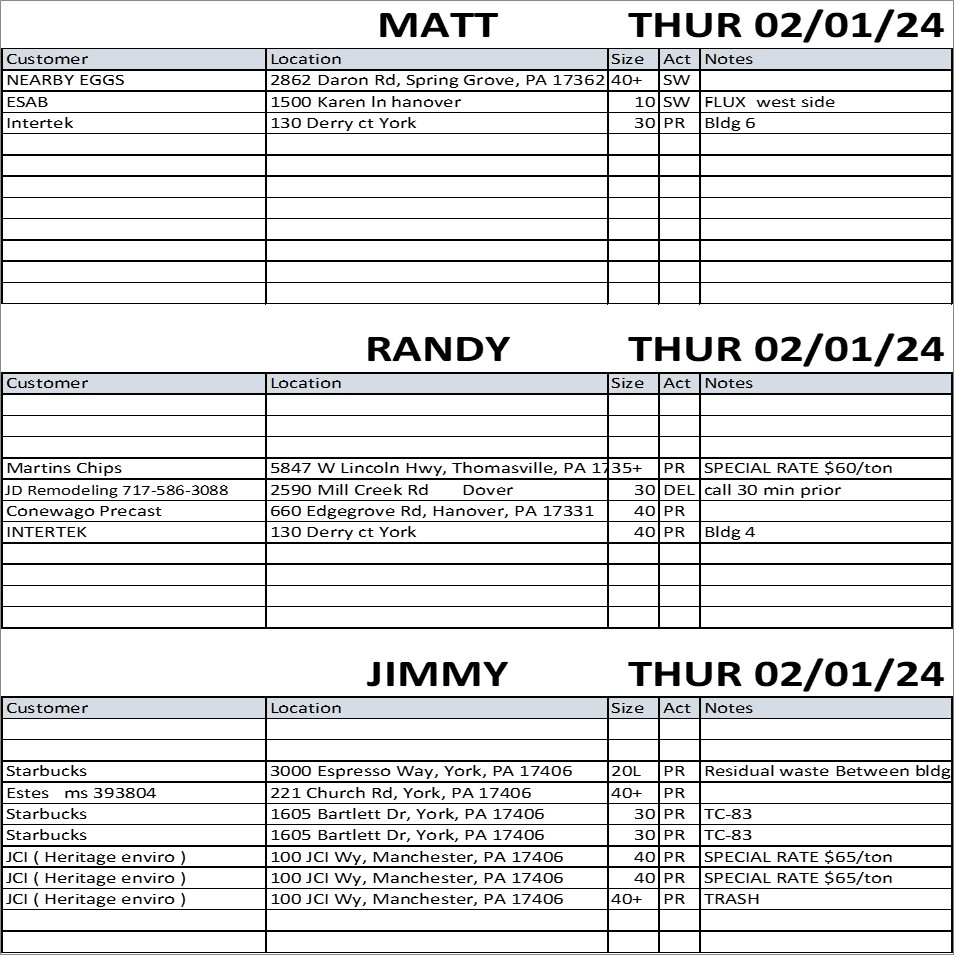 MATT THUR 02/01/24
Customer Location Size Act Notes
NEARBY EGGS 2862 Daron Rd, Spring Grove, PA 17362 40+ SW
ESAB 1500 Karen ln hanover 10 SW FLUX west side
Intertek 130 Derry ct York 30 PR Bldg 6
RANDY THUR 02/01/24
Customer Location Size Act Notes
Martins Chips 5847 W Lincoln Hwy, Thomasville, PA 17 35+ PR SPECIAL RATE $60/ton
JD Remodeling 717-586-3088 2590 Mill Creek Rd Dover 30 DEL call 30 min prior
Conewago Precast 660 Edgegrove Rd, Hanover, PA 17331 40 PR
INTERTEK 130 Derry ct York 40 PR Bldg 4
JIMMY THUR 02/01/24
Customer Location Size Act Notes
Starbucks 3000 Espresso Way, York, PA 17406 20L PR Residual waste Between bldg
Estes ms 393804 221 Church Rd, York, PA 17406 40+ PR
Starbucks 1605 Bartlett Dr, York, PA 17406 30 PR TC-83
Starbucks 1605 Bartlett Dr, York, PA 17406 30 PR TC-83
JCI ( Heritage enviro ) 100 JCI Wy, Manchester, PA 17406 40 PR SPECIAL RATE $65/ton
JCI ( Heritage enviro ) 100 JCI Wy, Manchester, PA 17406 40 PR SPECIAL RATE $65/ton
JCI ( Heritage enviro ) 100 JCI Wy, Manchester, PA 17406 40+ PR TRASH